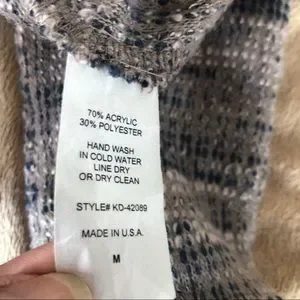 70% ACRYLIC
30% POLYESTER
HAND WASH
IN COLD WATER
LINE DRY
OR DRY CLEAN
STYLE# KD-42089
MADE IN U.S.A.
M